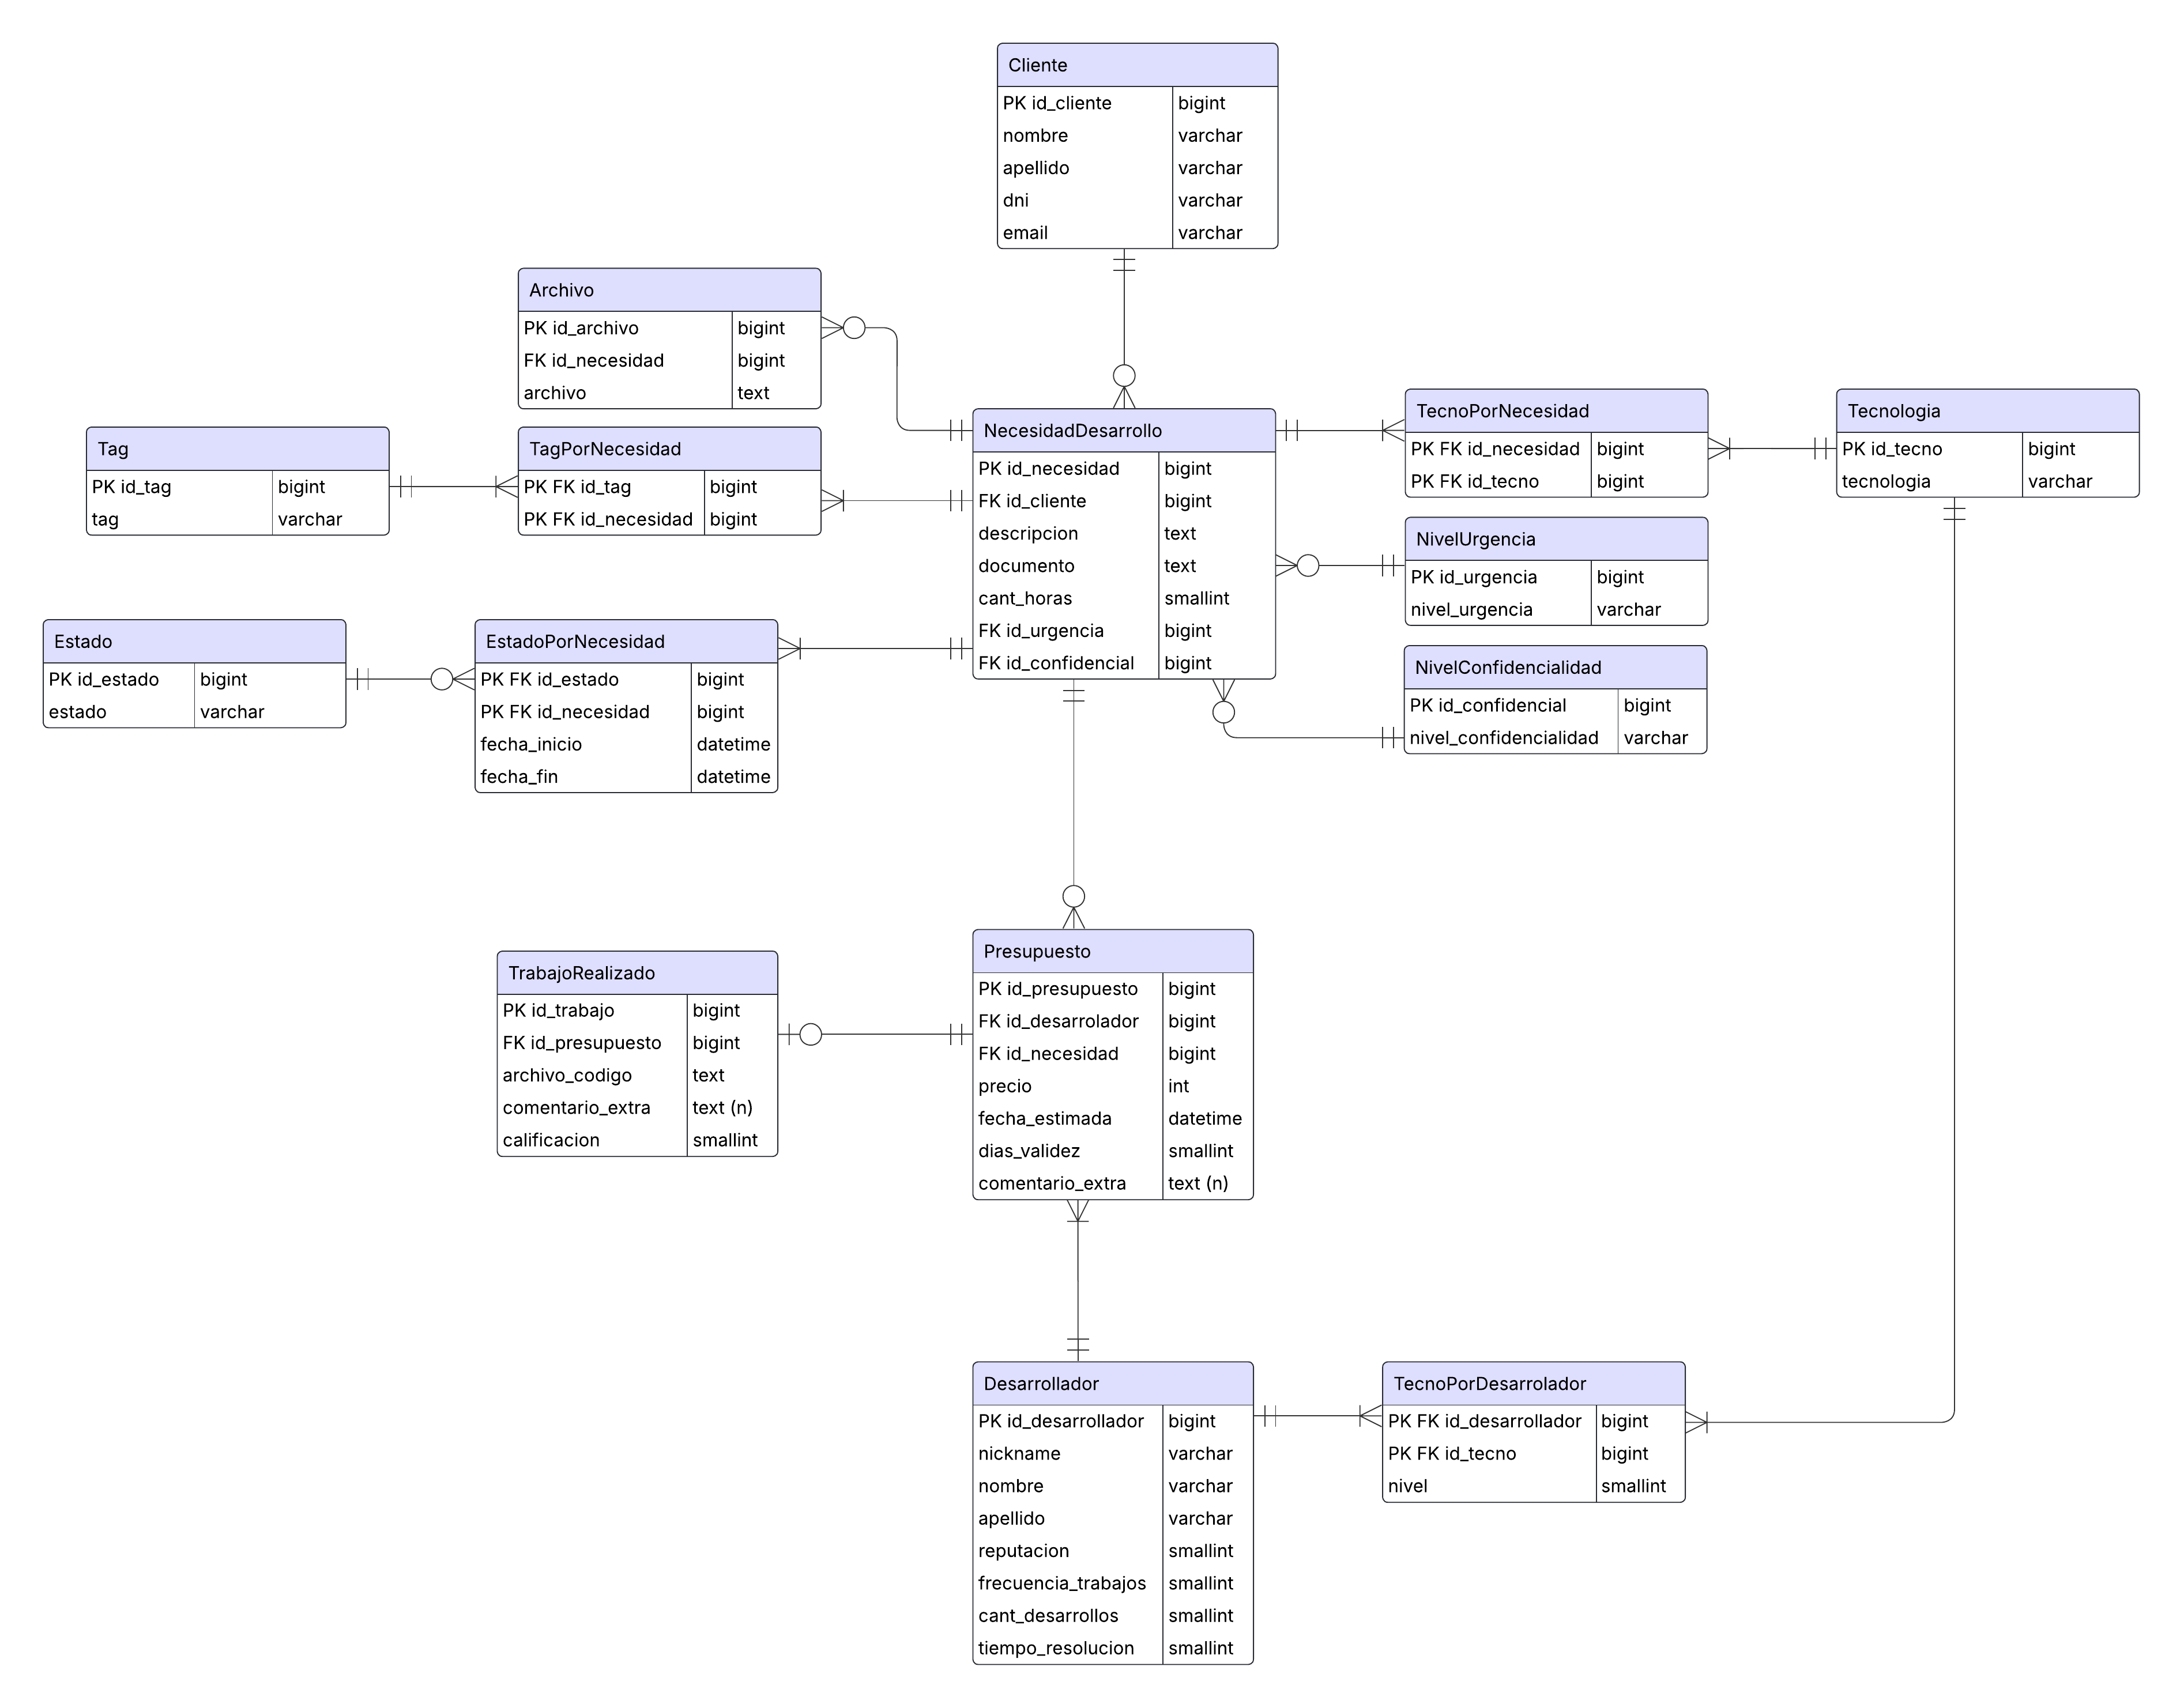 Cliente
PK id_cliente bigint
nombre varchar
apellido varchar
dni varchar
email varchar
Archivo
PK id_archivo bigint
FK id_necesidad bigint
archivo text
Tag
PK id_tag bigint
tag varchar
TagPorNecesidad
PK FK id_tag bigint
PK FK id_necesidad bigint
NecesidadDesarrollo
PK id_necesidad bigint
FK id_cliente bigint
descripcion text
documento text
cant_horas smallint
FK id_urgencia bigint
FK id_confidencial bigint
TecnoPorNecesidad
PK FK id_necesidad bigint
PK FK id_tecno bigint
Tecnologia
PK id_tecno bigint
tecnologia varchar
NivelUrgencia
PK id_urgencia bigint
nivel_urgencia varchar
NivelConfidencialidad
PK id_confidencial bigint
nivel_confidencialidad varchar
Estado
PK id_estado bigint
estado varchar
EstadoPorNecesidad
PK FK id_estado bigint
PK FK id_necesidad bigint
fecha_inicio datetime
fecha_fin datetime
TrabajoRealizado
PK id_trabajo bigint
FK id_presupuesto bigint
archivo_codigo text
comentario_extra text (n)
calificacion smallint
Presupuesto
PK id_presupuesto bigint
FK id_desarrolador bigint
FK id_necesidad bigint
precio int
fecha_estimada datetime
dias_validez smallint
comentario_extra text (n)
Desarrollador
PK id_desarrollador bigint
nickname varchar
nombre varchar
apellido varchar
reputacion smallint
frecuencia_trabajos smallint
cant_desarrollos smallint
tiempo_resolucion smallint
TecnoPorDesarrolador
PK FK id_desarrollador bigint
PK FK id_tecno bigint
nivel smallint